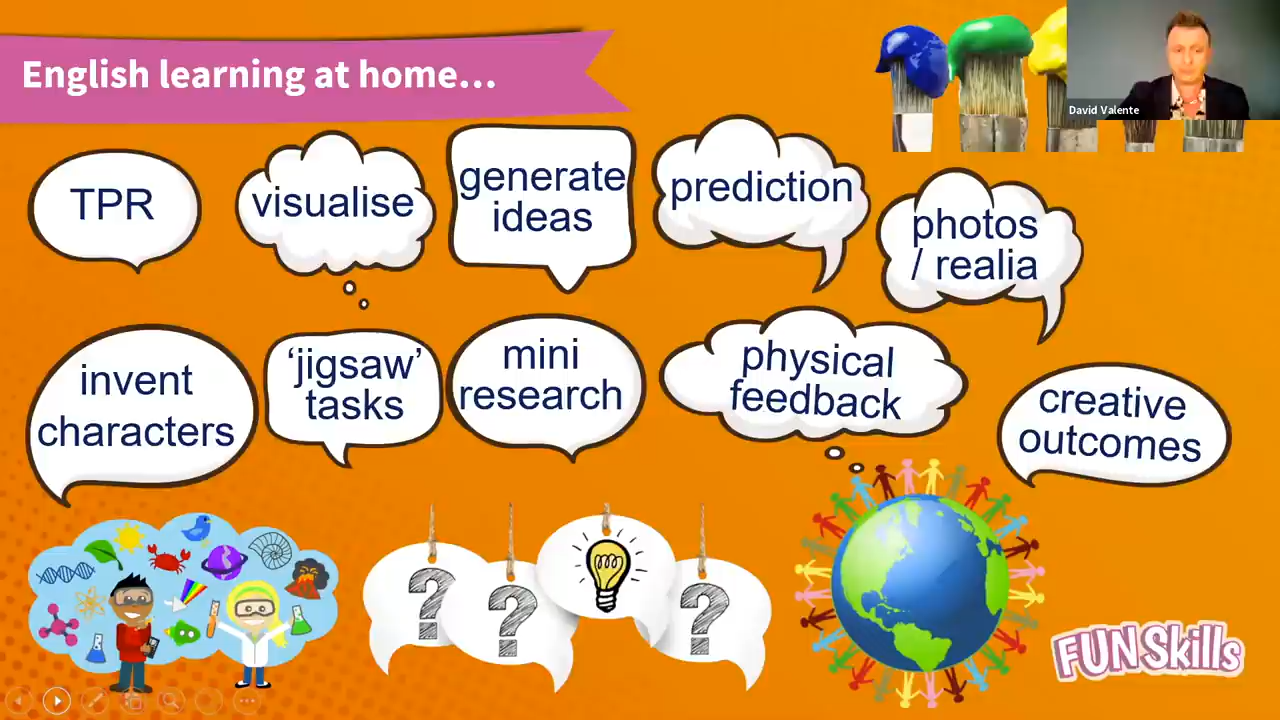 English learning at home...
David Valente
TPR
visualise
generate
ideas
prediction
photos
/ realia
invent
characters
‘jigsaw’
tasks
mini
research
physical
feedback
creative
outcomes
?
?
?
FUN Skills